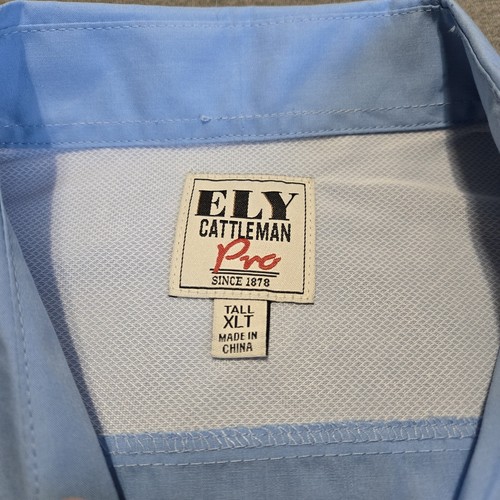 ELY
CATTLEMAN
Pro
SINCE 1878
TALL
XLT
MADE IN
CHINA